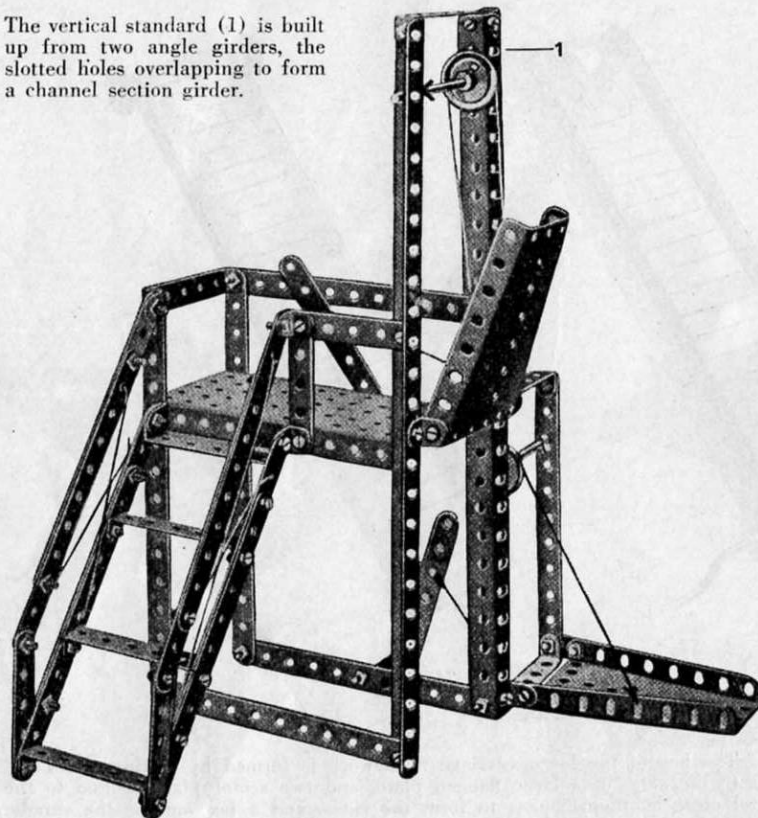 The vertical standard (1) is built
up from two angle girders, the
slotted holes overlapping to form
a channel section girder.
1